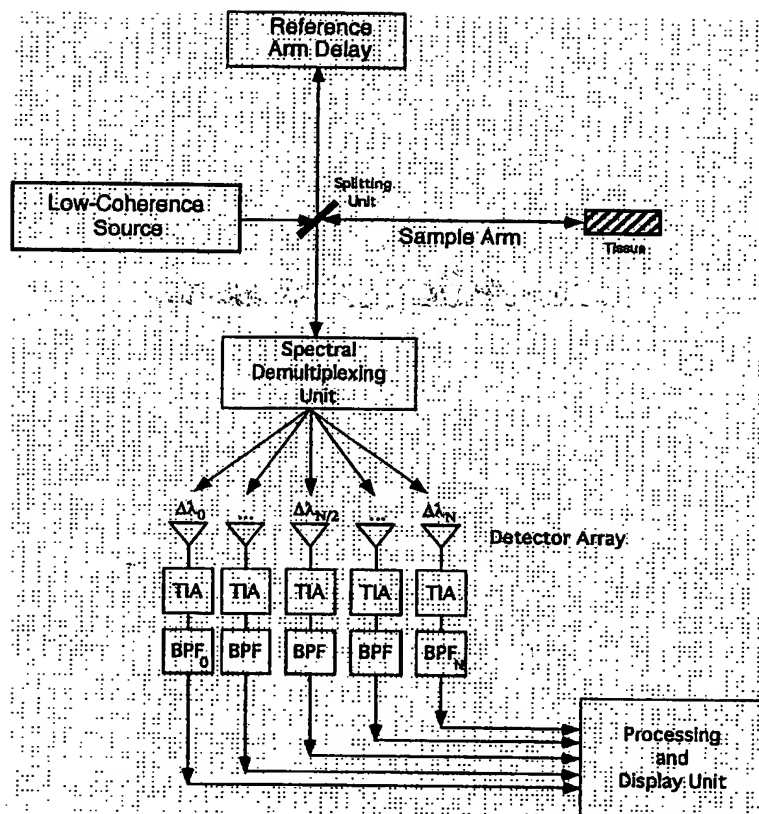 Reference
Arm Delay
Splitting
Unit
Low-Coherence
Source
Sample Arm
Tissue
Spectral
Demultiplexing
Unit
Δλ0 ... ΔλN/2 ... ΔλN
Detector Array
TIA TIA TIA TIA TIA
BPF0 BPF BPF BPF BPFN
Processing
and
Display Unit